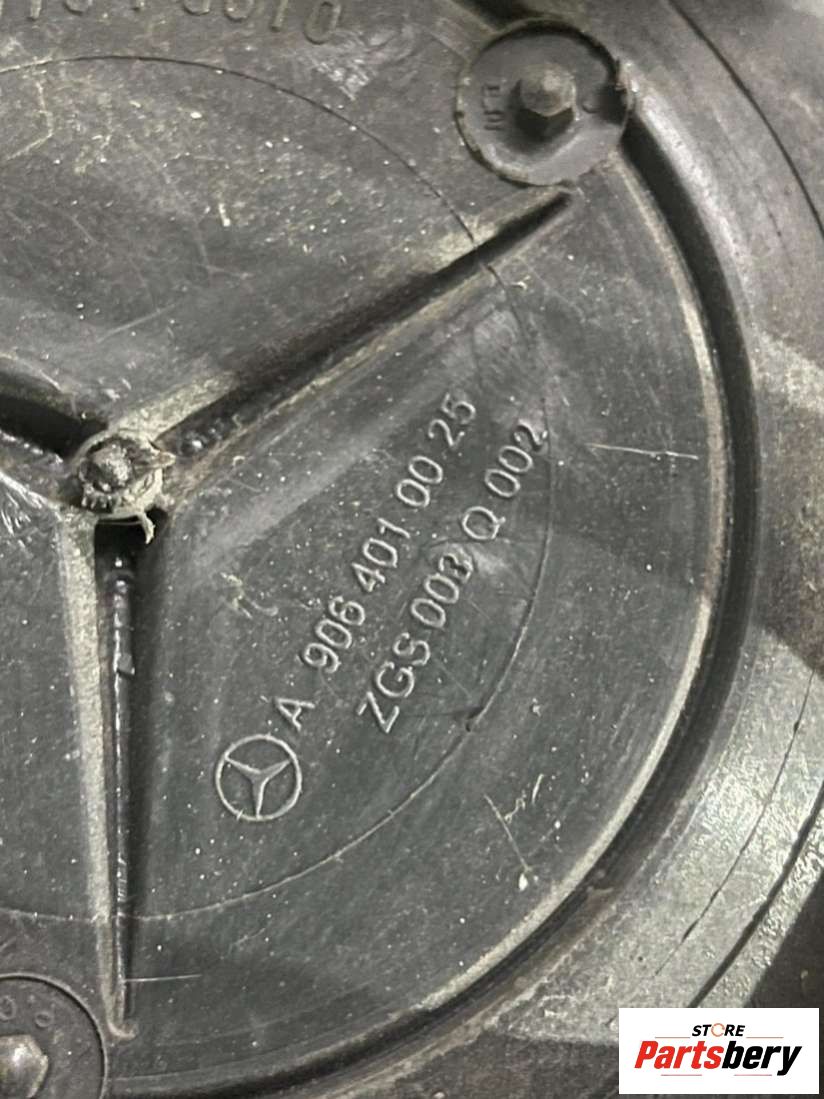 A 906 401 00 25
ZGS 003 Q 002
STORE
Partsbery